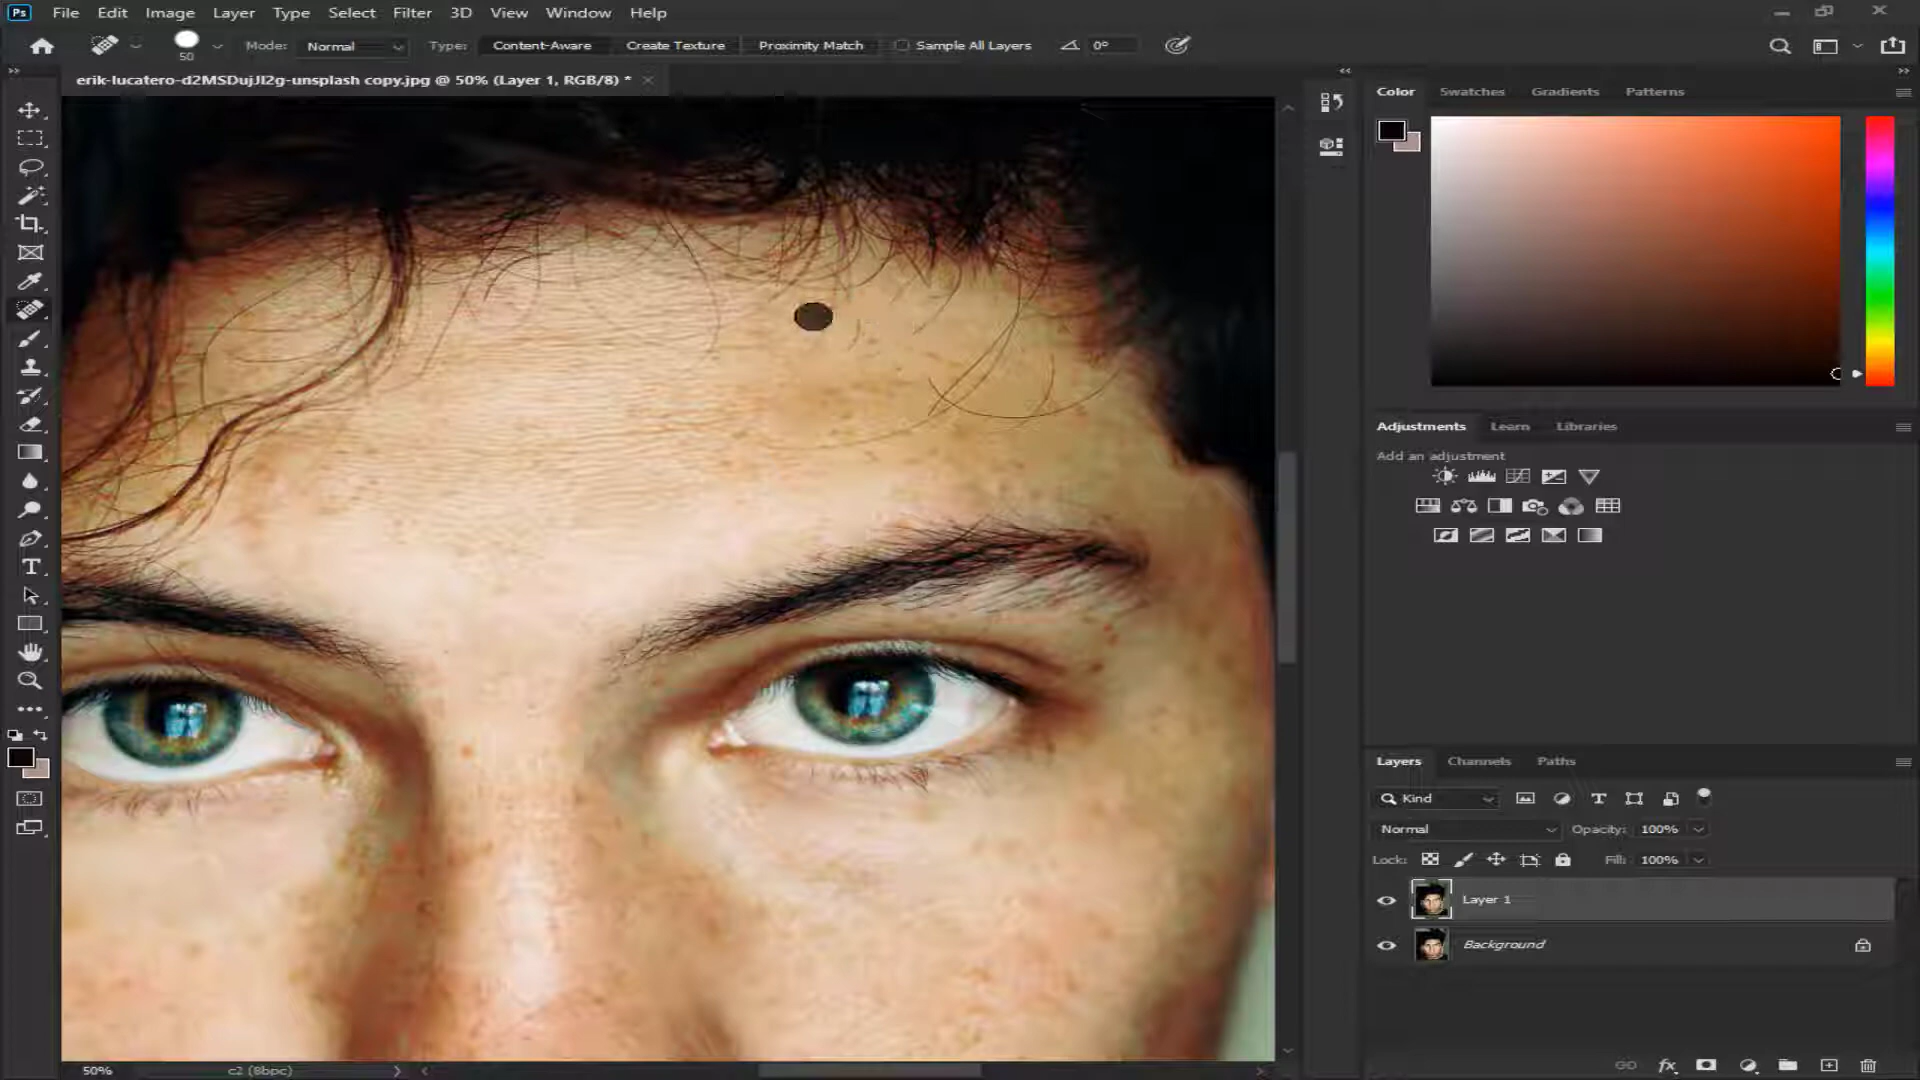 Ps File Edit Image Layer Type Select Filter 3D View Window Help
50 Mode: Normal Type: Content-Aware Create Texture Proximity Match Sample All Layers 0°
erik-lucatero-d2MSDujJl2g-unsplash copy.jpg @ 50% (Layer 1, RGB/8) *
Color Swatches Gradients Patterns
Adjustments Learn Libraries
Add an adjustment
Layers Channels Paths
Kind
Normal Opacity: 100%
Lock: Fill: 100%
Layer 1
Background
50% c2 (8bpc)